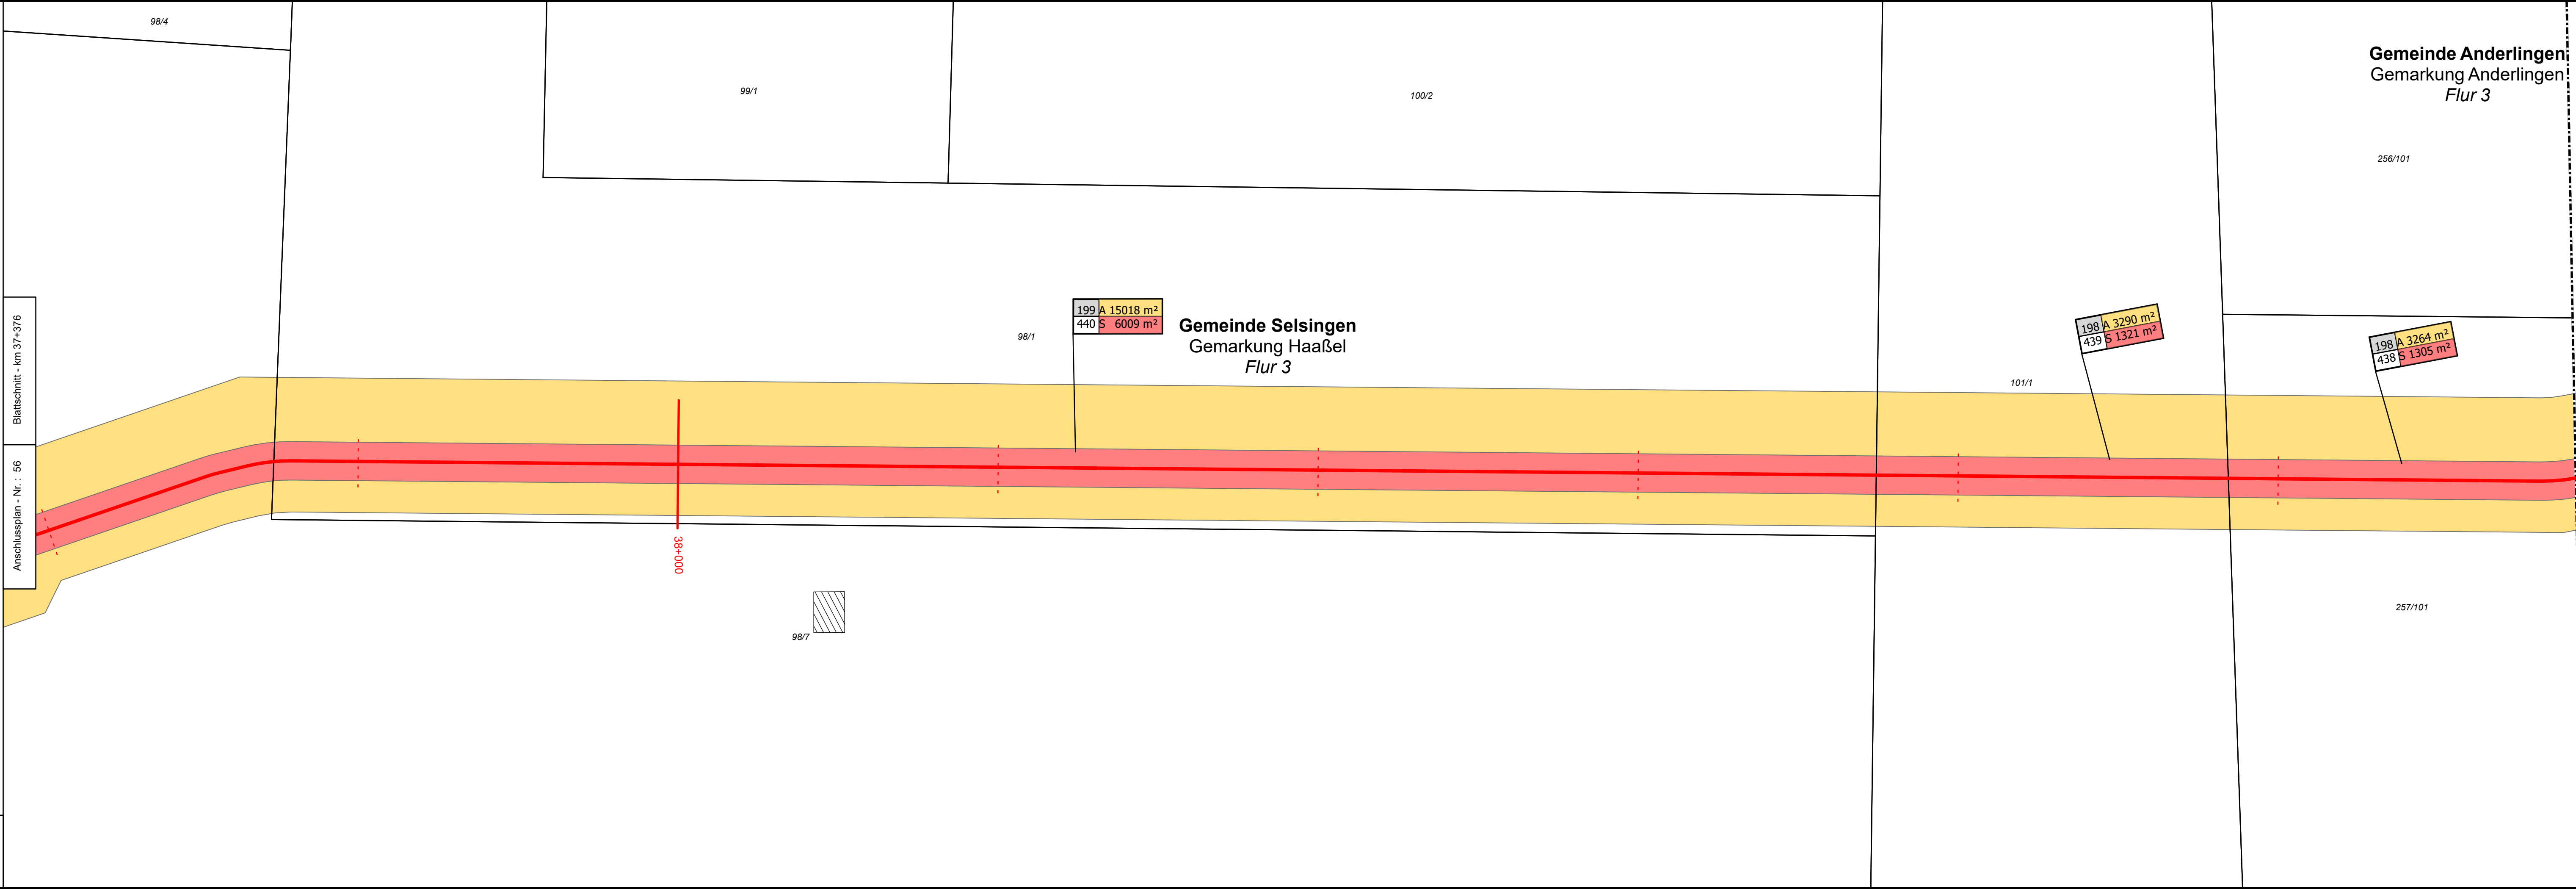 98/4
Gemeinde Anderlingen
Gemarkung Anderlingen
Flur 3
99/1
100/2
256/101
199 A 15018 m²
440 S 6009 m²
Gemeinde Selsingen
Gemarkung Haaßel
Flur 3
98/1
198 A 3290 m²
439 S 1321 m²
198 A 3264 m²
438 S 1305 m²
101/1
Blattschnitt - km 37+376
Anschlussplan - Nr. : 56
38+000
98/7
257/101